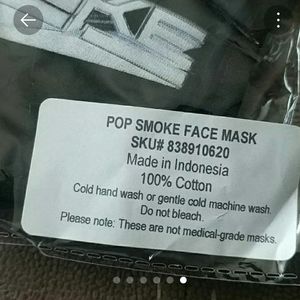 POP SMOKE FACE MASK
SKU# 838910620
Made in Indonesia
100% Cotton
Cold hand wash or gentle cold machine wash.
Do not bleach.
Please note: These are not medical-grade masks.